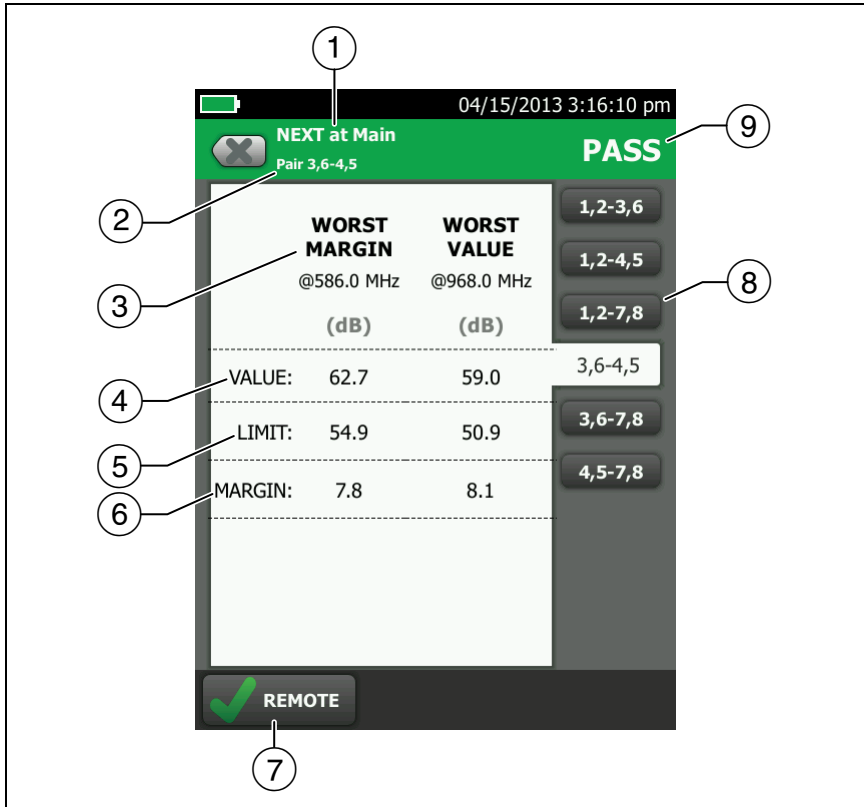 1
04/15/2013 3:16:10 pm
NEXT at Main
PASS
9
Pair 3,6-4,5
2
WORST MARGIN
WORST VALUE
@586.0 MHz
@968.0 MHz
(dB)
(dB)
3
VALUE: 62.7 59.0
4
LIMIT: 54.9 50.9
5
MARGIN: 7.8 8.1
6
1,2-3,6
1,2-4,5
1,2-7,8
3,6-4,5
3,6-7,8
4,5-7,8
8
REMOTE
7